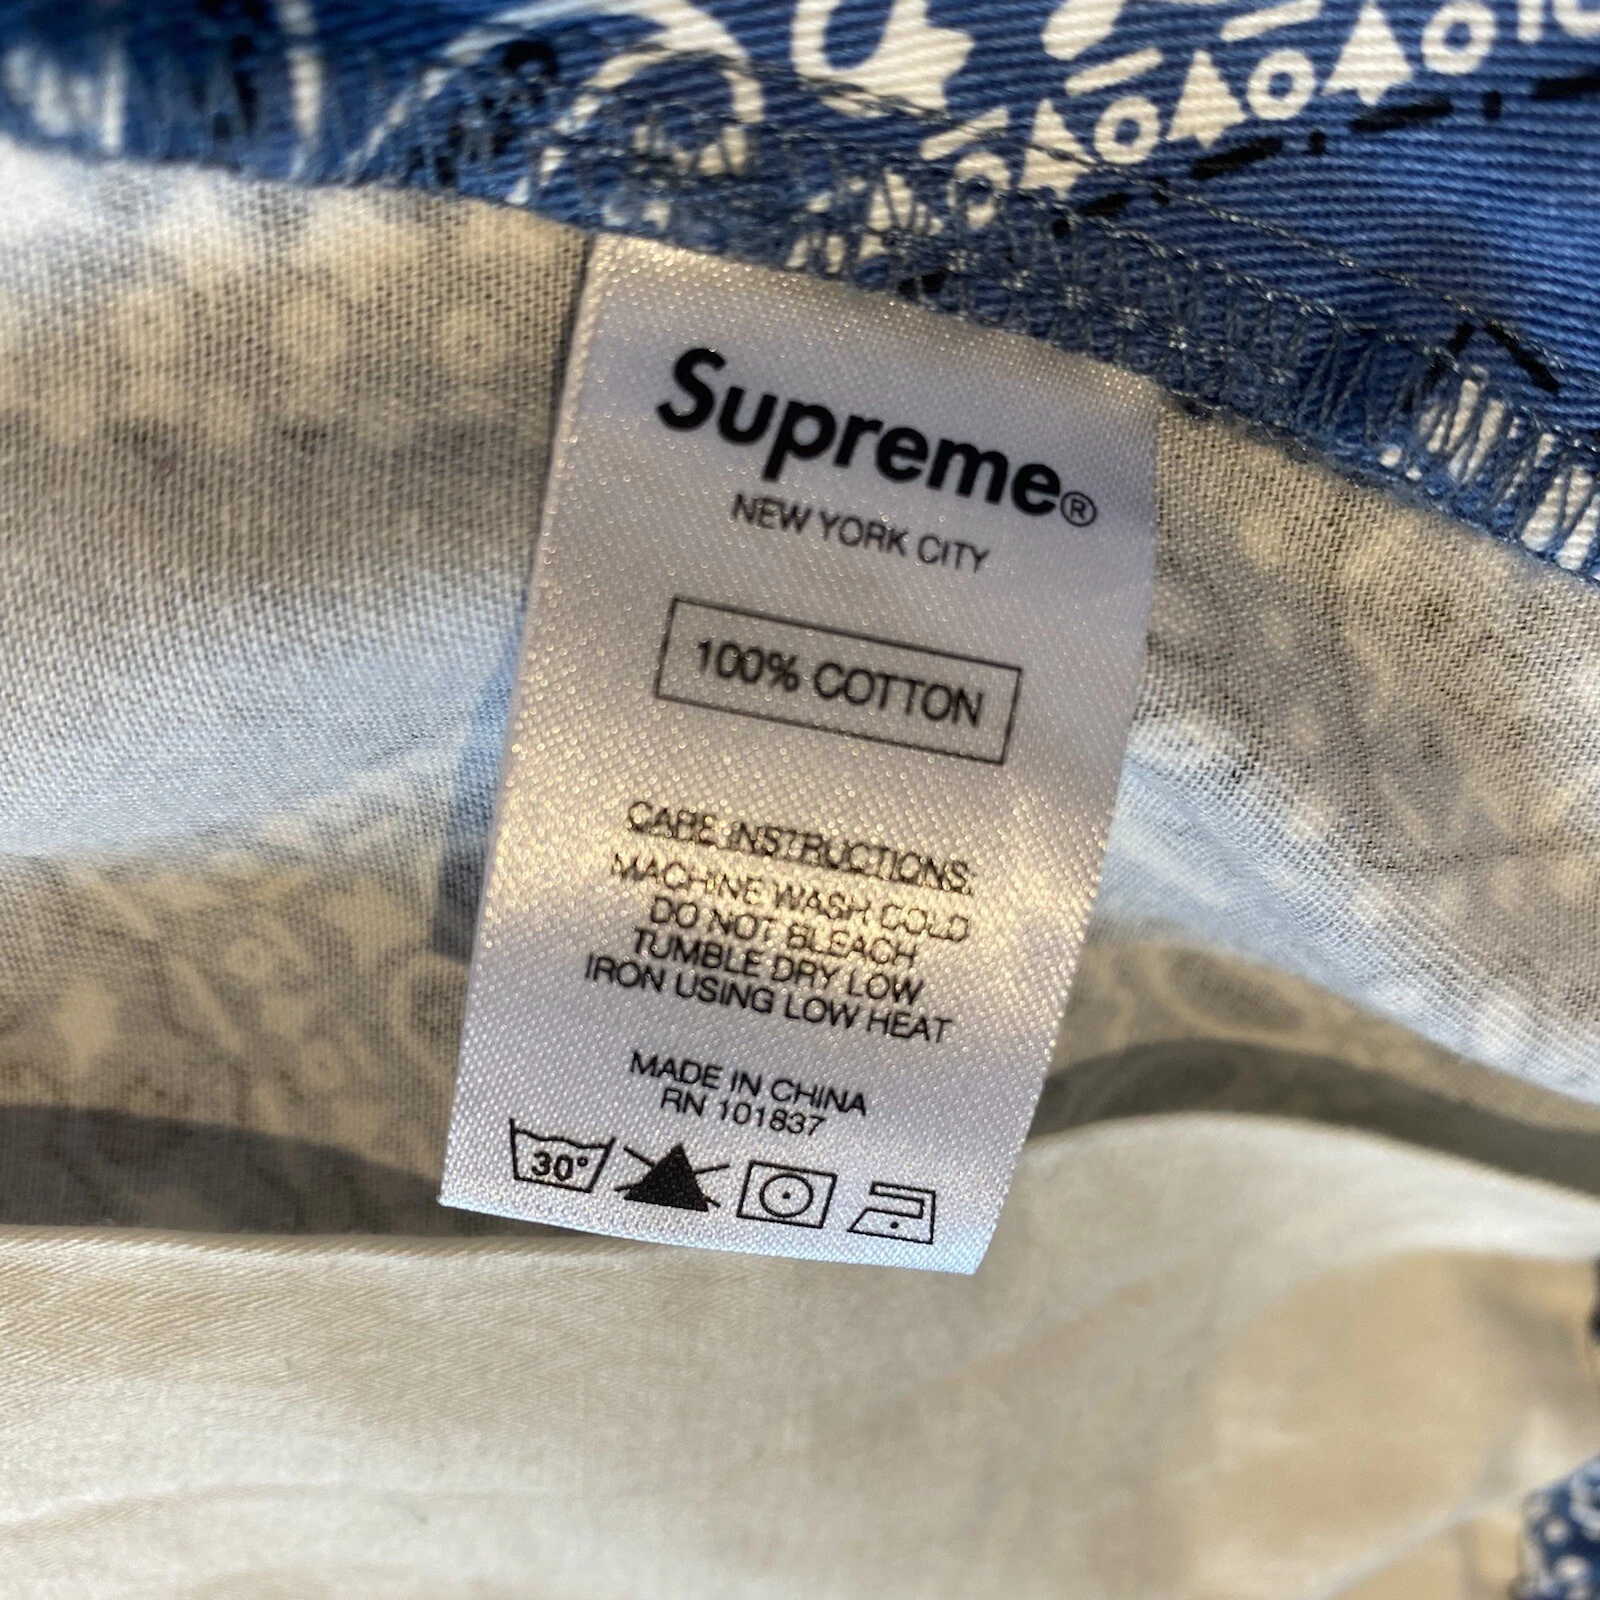 Supreme®
NEW YORK CITY
100% COTTON
CARE INSTRUCTIONS:
MACHINE WASH COLD
DO NOT BLEACH
TUMBLE DRY LOW
IRON USING LOW HEAT
MADE IN CHINA
RN 101837
30°